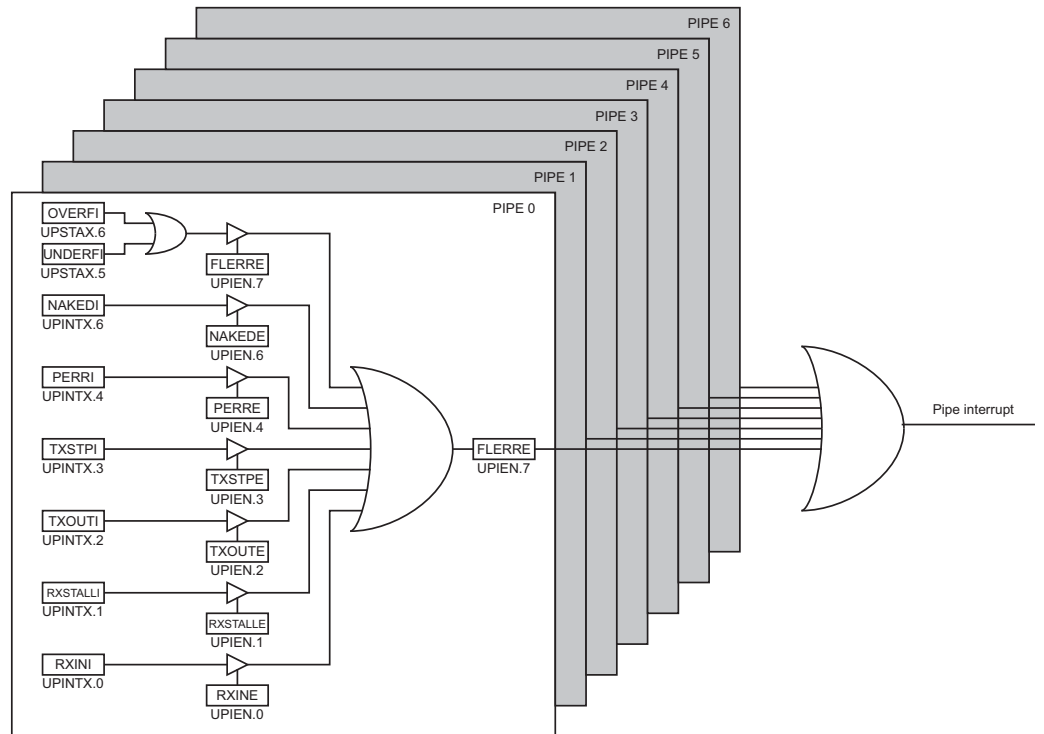 PIPE 6
PIPE 5
PIPE 4
PIPE 3
PIPE 2
PIPE 1
PIPE 0
OVERFI
UPSTAX.6
UNDERFI
UPSTAX.5
FLERRE
UPIEN.7
NAKEDI
UPINTX.6
NAKEDE
UPIEN.6
PERRI
UPINTX.4
PERRE
UPIEN.4
TXSTPI
UPINTX.3
TXSTPE
UPIEN.3
TXOUTI
UPINTX.2
TXOUTE
UPIEN.2
RXSTALLI
UPINTX.1
RXSTALLE
UPIEN.1
RXINI
UPINTX.0
RXINE
UPIEN.0
FLERRE
UPIEN.7
Pipe interrupt